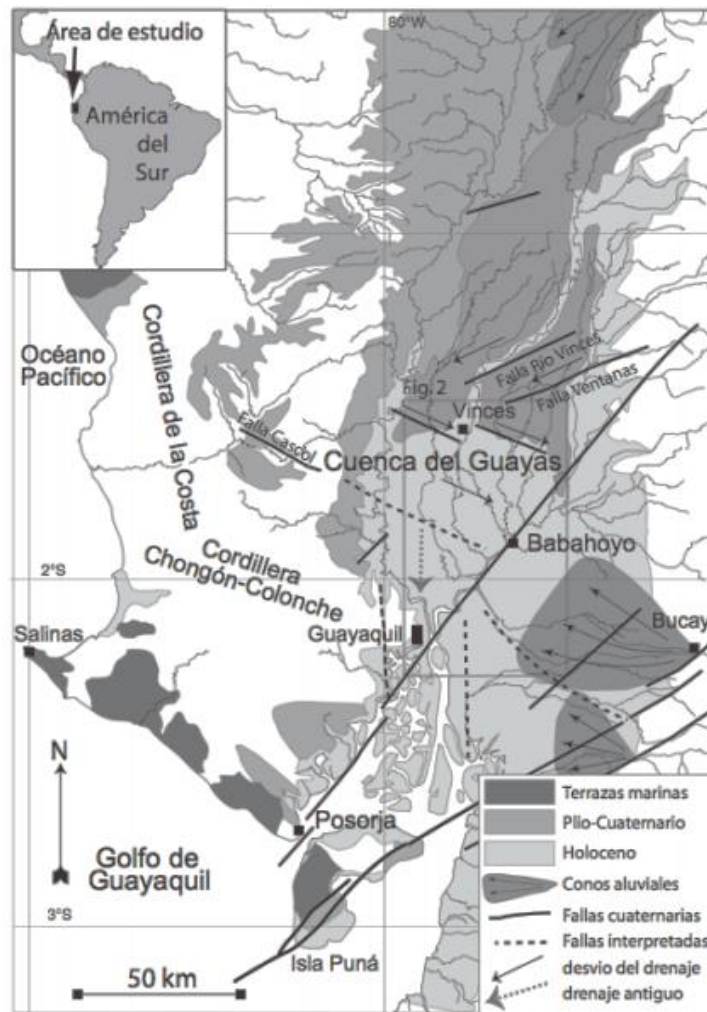 Área de estudio
América
del
Sur
80°W
Océano
Pacífico
Cordillera de la Costa
Falla Río Vinces
Falla Ventanas
Fig.2
Vinces
Falla Cascol
Cuenca del Guayas
Babahoyo
Cordillera
Chongón-Colonche
2°S
Salinas
Guayaquil
Bucay
N
Posorja
Golfo de
Guayaquil
3°S
Isla Puná
50 km
Terrazas marinas
Plio-Cuaternario
Holoceno
Conos aluviales
Fallas cuaternarias
Fallas interpretadas
desvio del drenaje
drenaje antiguo